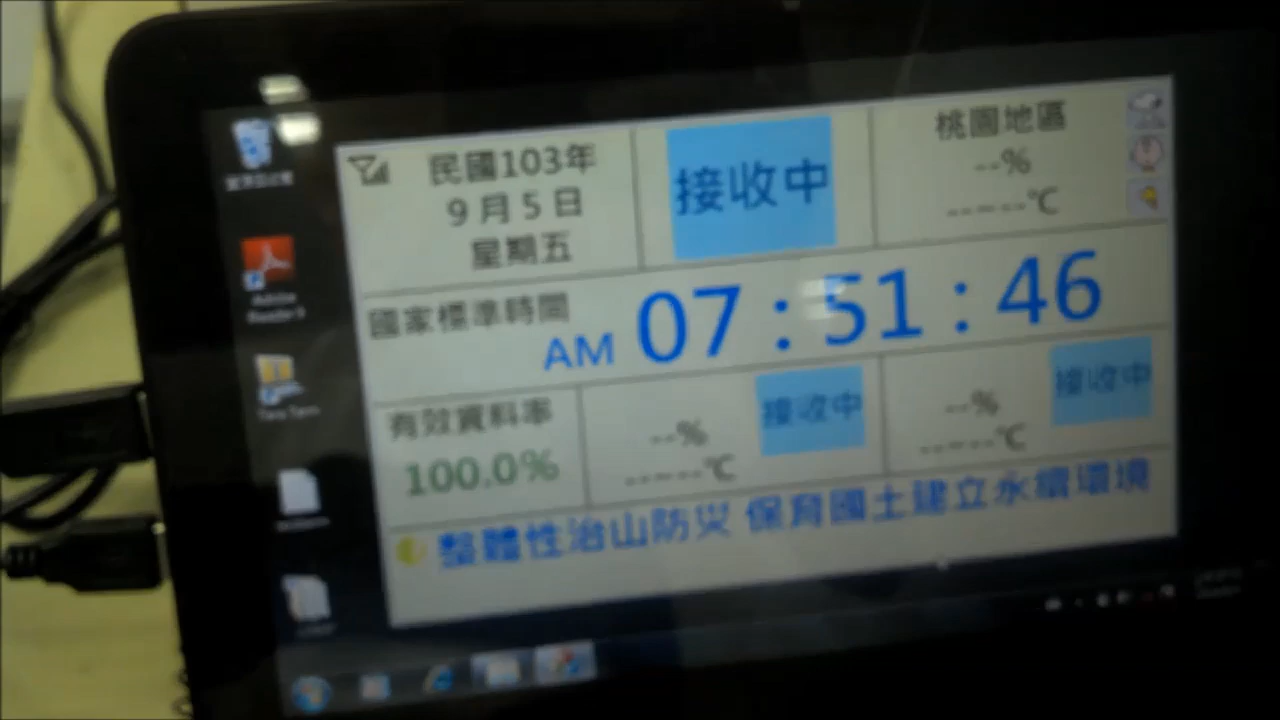 民國103年
9月5日
星期五
接收中
桃園地區
--%
-----℃
國家標準時間
AM 07:51:46
有效資料率
100.0%
--%
-----℃
接收中
--%
-----℃
接收中
整體性治山防災 保育國土建立永續環境
Adobe
Reader